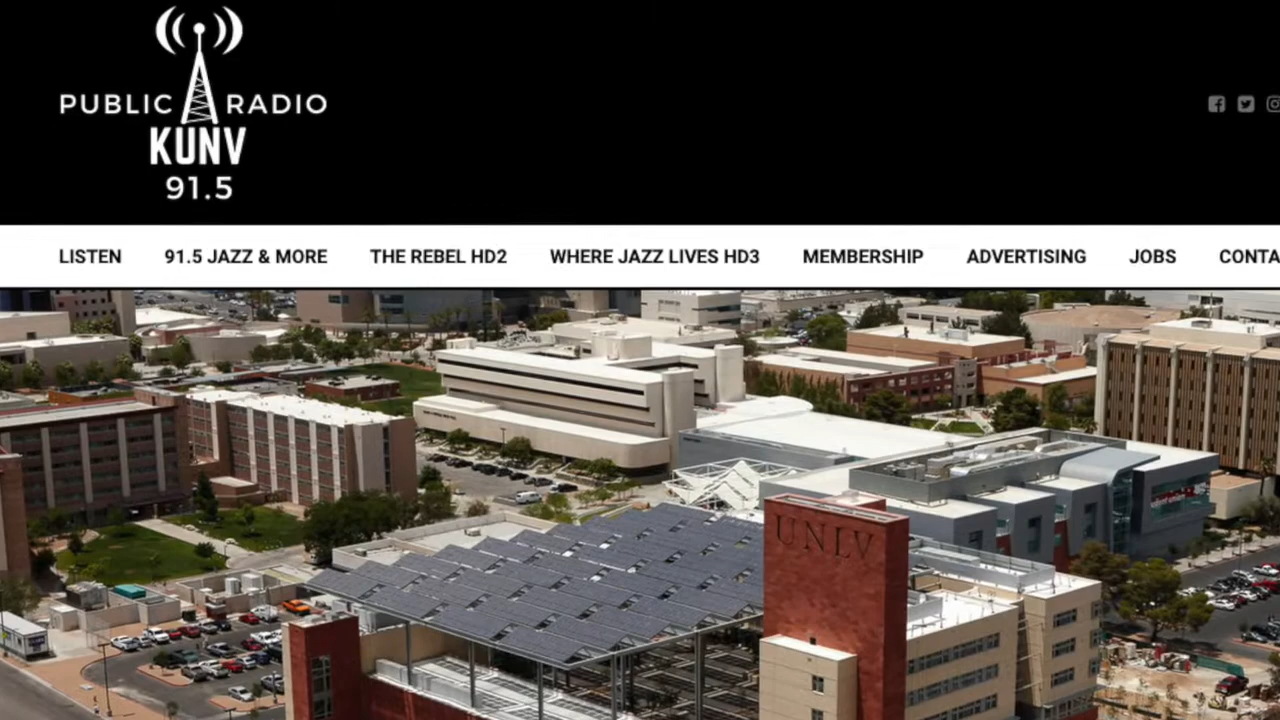 PUBLIC RADIO
KUNV
91.5
LISTEN 91.5 JAZZ & MORE THE REBEL HD2 WHERE JAZZ LIVES HD3 MEMBERSHIP ADVERTISING JOBS CONTA
UNLV